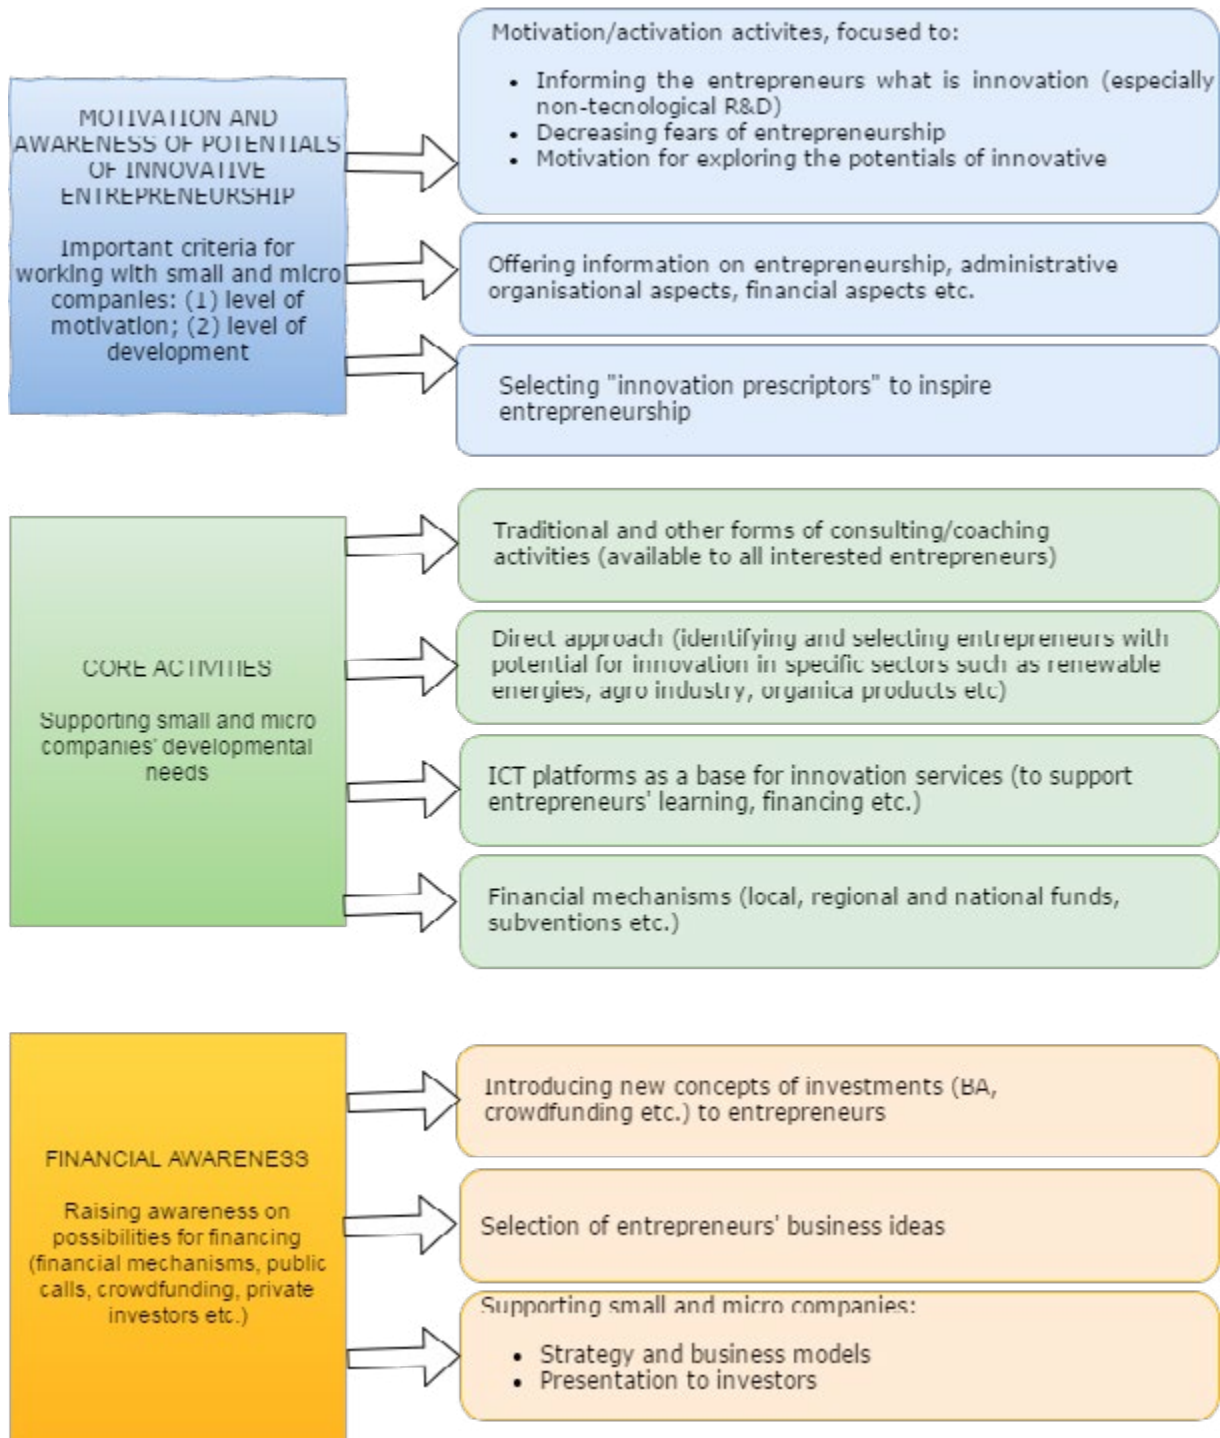 MOTIVATION AND
AWARENESS OF POTENTIALS
OF INNOVATIVE
ENTREPRENEURSHIP
Important criteria for
working with small and micro
companies: (1) level of
motivation; (2) level of
development
Motivation/activation activites, focused to:
• Informing the entrepreneurs what is innovation (especially
non-tecnological R&D)
• Decreasing fears of entrepreneurship
• Motivation for exploring the potentials of innovative
Offering information on entrepreneurship, administrative
organisational aspects, financial aspects etc.
Selecting "innovation prescriptors" to inspire
entrepreneurship
CORE ACTIVITIES
Supporting small and micro
companies' developmental
needs
Traditional and other forms of consulting/coaching
activities (available to all interested entrepreneurs)
Direct approach (identifying and selecting entrepreneurs with
potential for innovation in specific sectors such as renewable
energies, agro industry, organica products etc)
ICT platforms as a base for innovation services (to support
entrepreneurs' learning, financing etc.)
Financial mechanisms (local, regional and national funds,
subventions etc.)
FINANCIAL AWARENESS
Raising awareness on
possibilities for financing
(financial mechanisms, public
calls, crowdfunding, private
investors etc.)
Introducing new concepts of investments (BA,
crowdfunding etc.) to entrepreneurs
Selection of entrepreneurs' business ideas
Supporting small and micro companies:
• Strategy and business models
• Presentation to investors